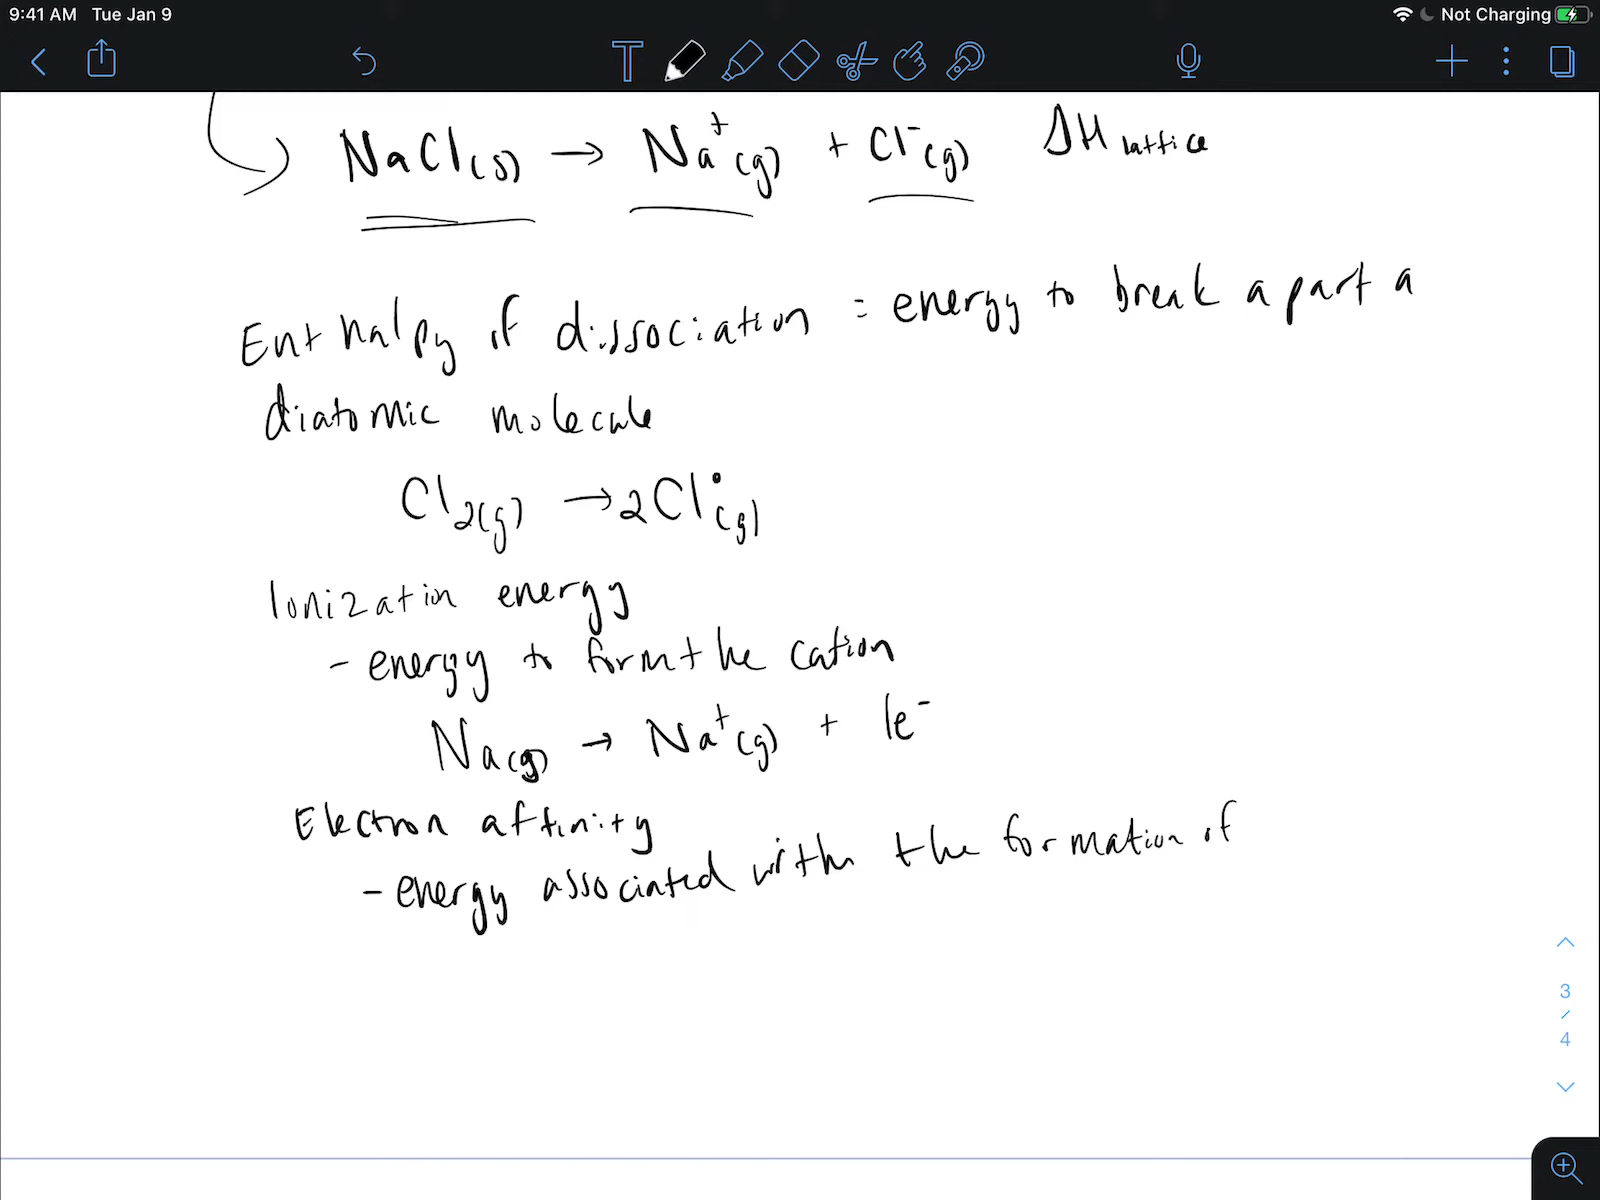 9:41 AM Tue Jan 9 Not Charging
NaCl(s) → Na⁺(g) + Cl⁻(g) ΔH lattice
Enthalpy of dissociation = energy to break apart a
diatomic molecule
Cl₂(g) → 2Cl•(g)
Ionization energy
- energy to form the cation
Na(g) → Na⁺(g) + 1e⁻
Electron affinity
- energy associated with the formation of
3
/
4